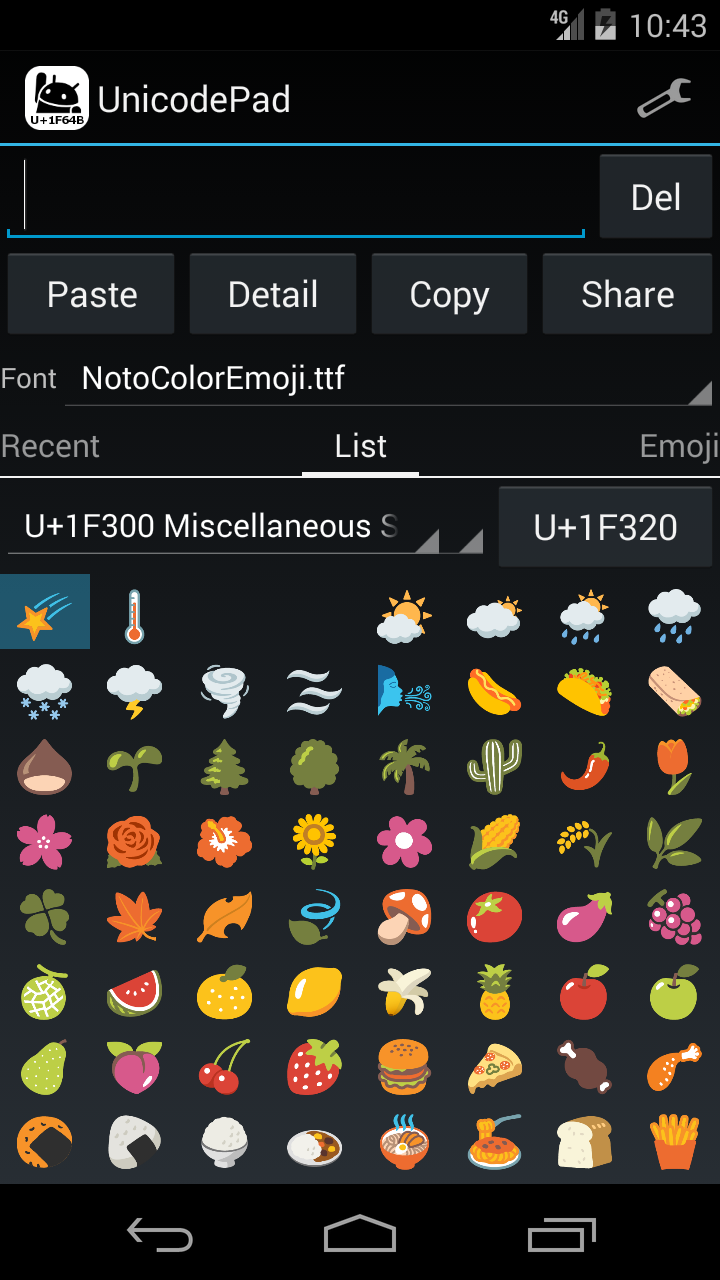 4G 10:43
U+1F64B UnicodePad
Del
Paste Detail Copy Share
Font NotoColorEmoji.ttf
Recent List Emoji
U+1F300 Miscellaneous S U+1F320